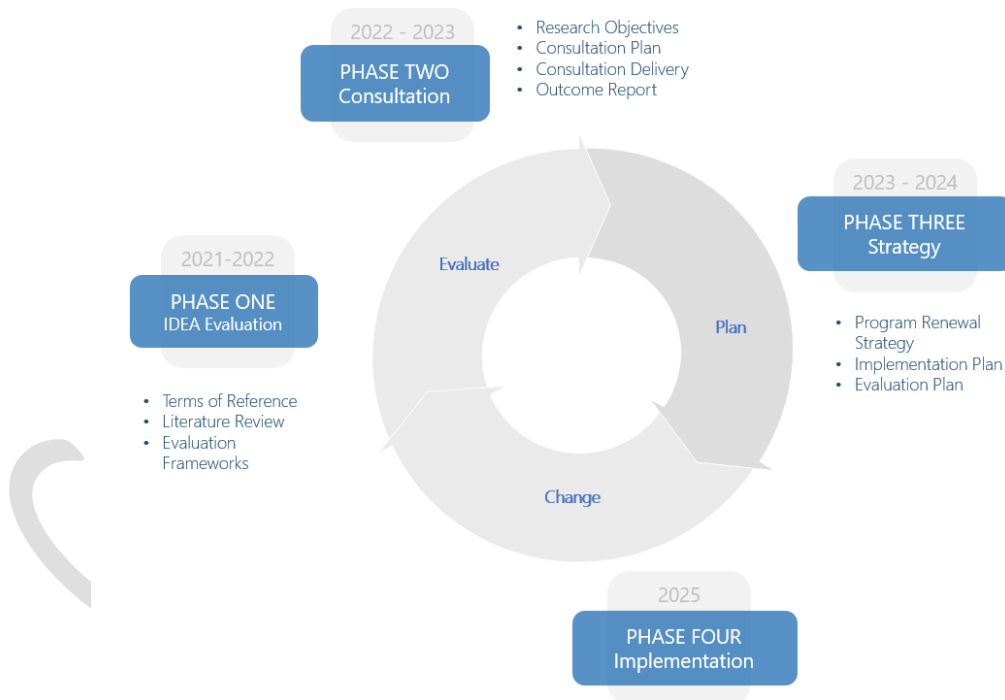 2022 - 2023
PHASE TWO
Consultation
• Research Objectives
• Consultation Plan
• Consultation Delivery
• Outcome Report
2023 - 2024
PHASE THREE
Strategy
• Program Renewal
Strategy
• Implementation Plan
• Evaluation Plan
2021-2022
PHASE ONE
IDEA Evaluation
• Terms of Reference
• Literature Review
• Evaluation
Frameworks
Evaluate
Plan
Change
2025
PHASE FOUR
Implementation